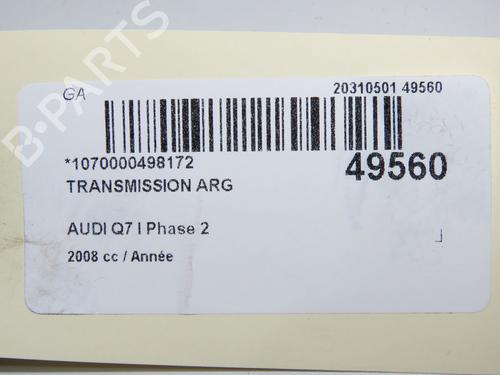 B-PARTS
GA
20310501 49560
*1070000498172
49560
TRANSMISSION ARG
AUDI Q7 I Phase 2
2008 cc / Année